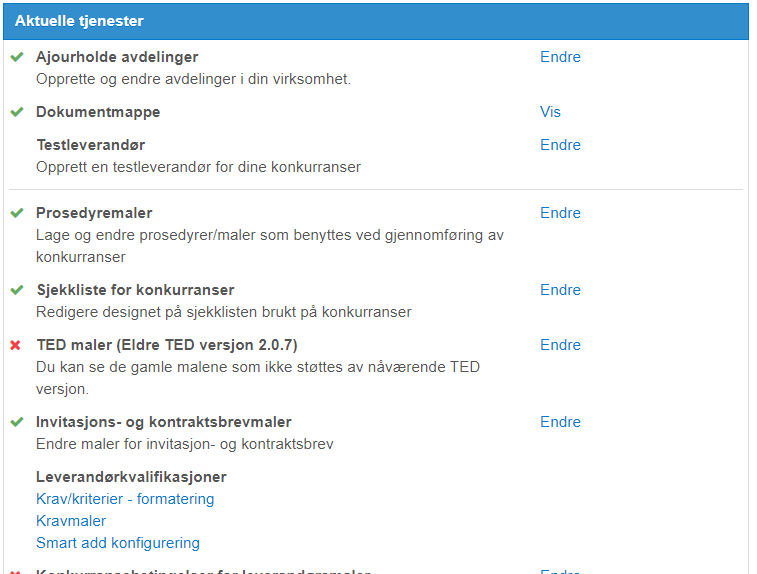 Aktuelle tjenester
Ajourholde avdelinger Endre
Opprette og endre avdelinger i din virksomhet.
Dokumentmappe Vis
Testleverandør Endre
Opprett en testleverandør for dine konkurranser
Prosedyremaler Endre
Lage og endre prosedyrer/maler som benyttes ved gjennomføring av
konkurranser
Sjekkliste for konkurranser Endre
Redigere designet på sjekklisten brukt på konkurranser
TED maler (Eldre TED versjon 2.0.7) Endre
Du kan se de gamle malene som ikke støttes av nåværende TED
versjon.
Invitasjons- og kontraktsbrevmaler Endre
Endre maler for invitasjon- og kontraktsbrev
Leverandørkvalifikasjoner
Krav/kriterier - formatering
Kravmaler
Smart add konfigurering